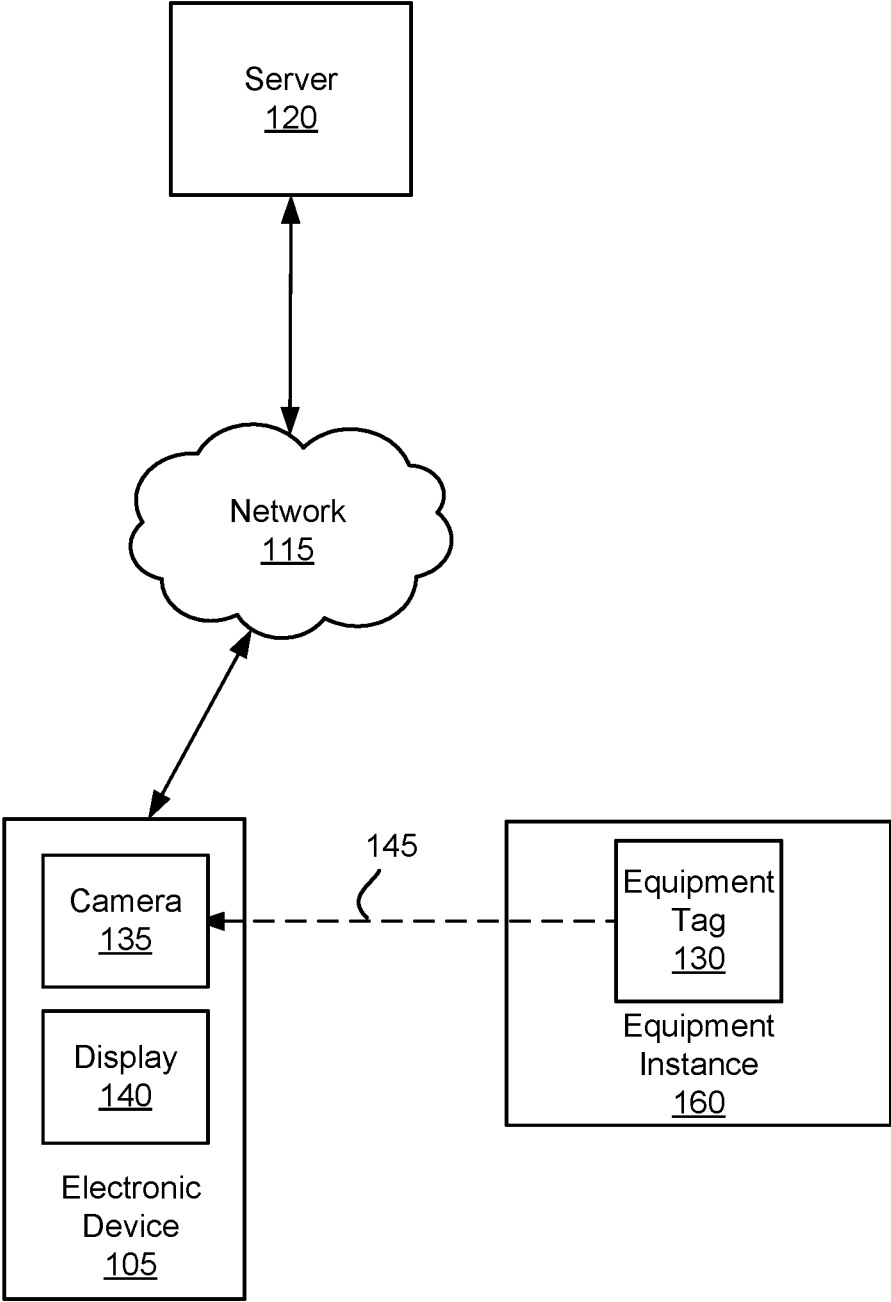 Server
120
Network
115
145
Camera
135
Display
140
Electronic
Device
105
Equipment
Tag
130
Equipment
Instance
160